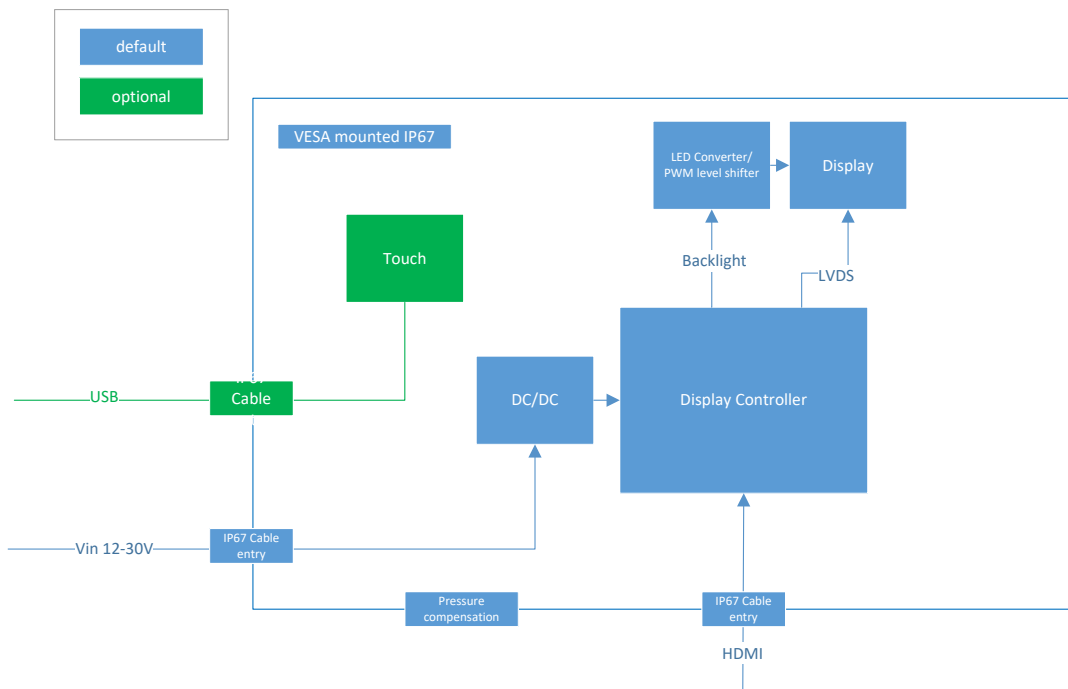 default
optional
VESA mounted IP67
LED Converter/
PWM level shifter
Display
Touch
Backlight
LVDS
USB
IP67
Cable
DC/DC
Display Controller
Vin 12-30V
IP67 Cable
entry
Pressure
compensation
IP67 Cable
entry
HDMI